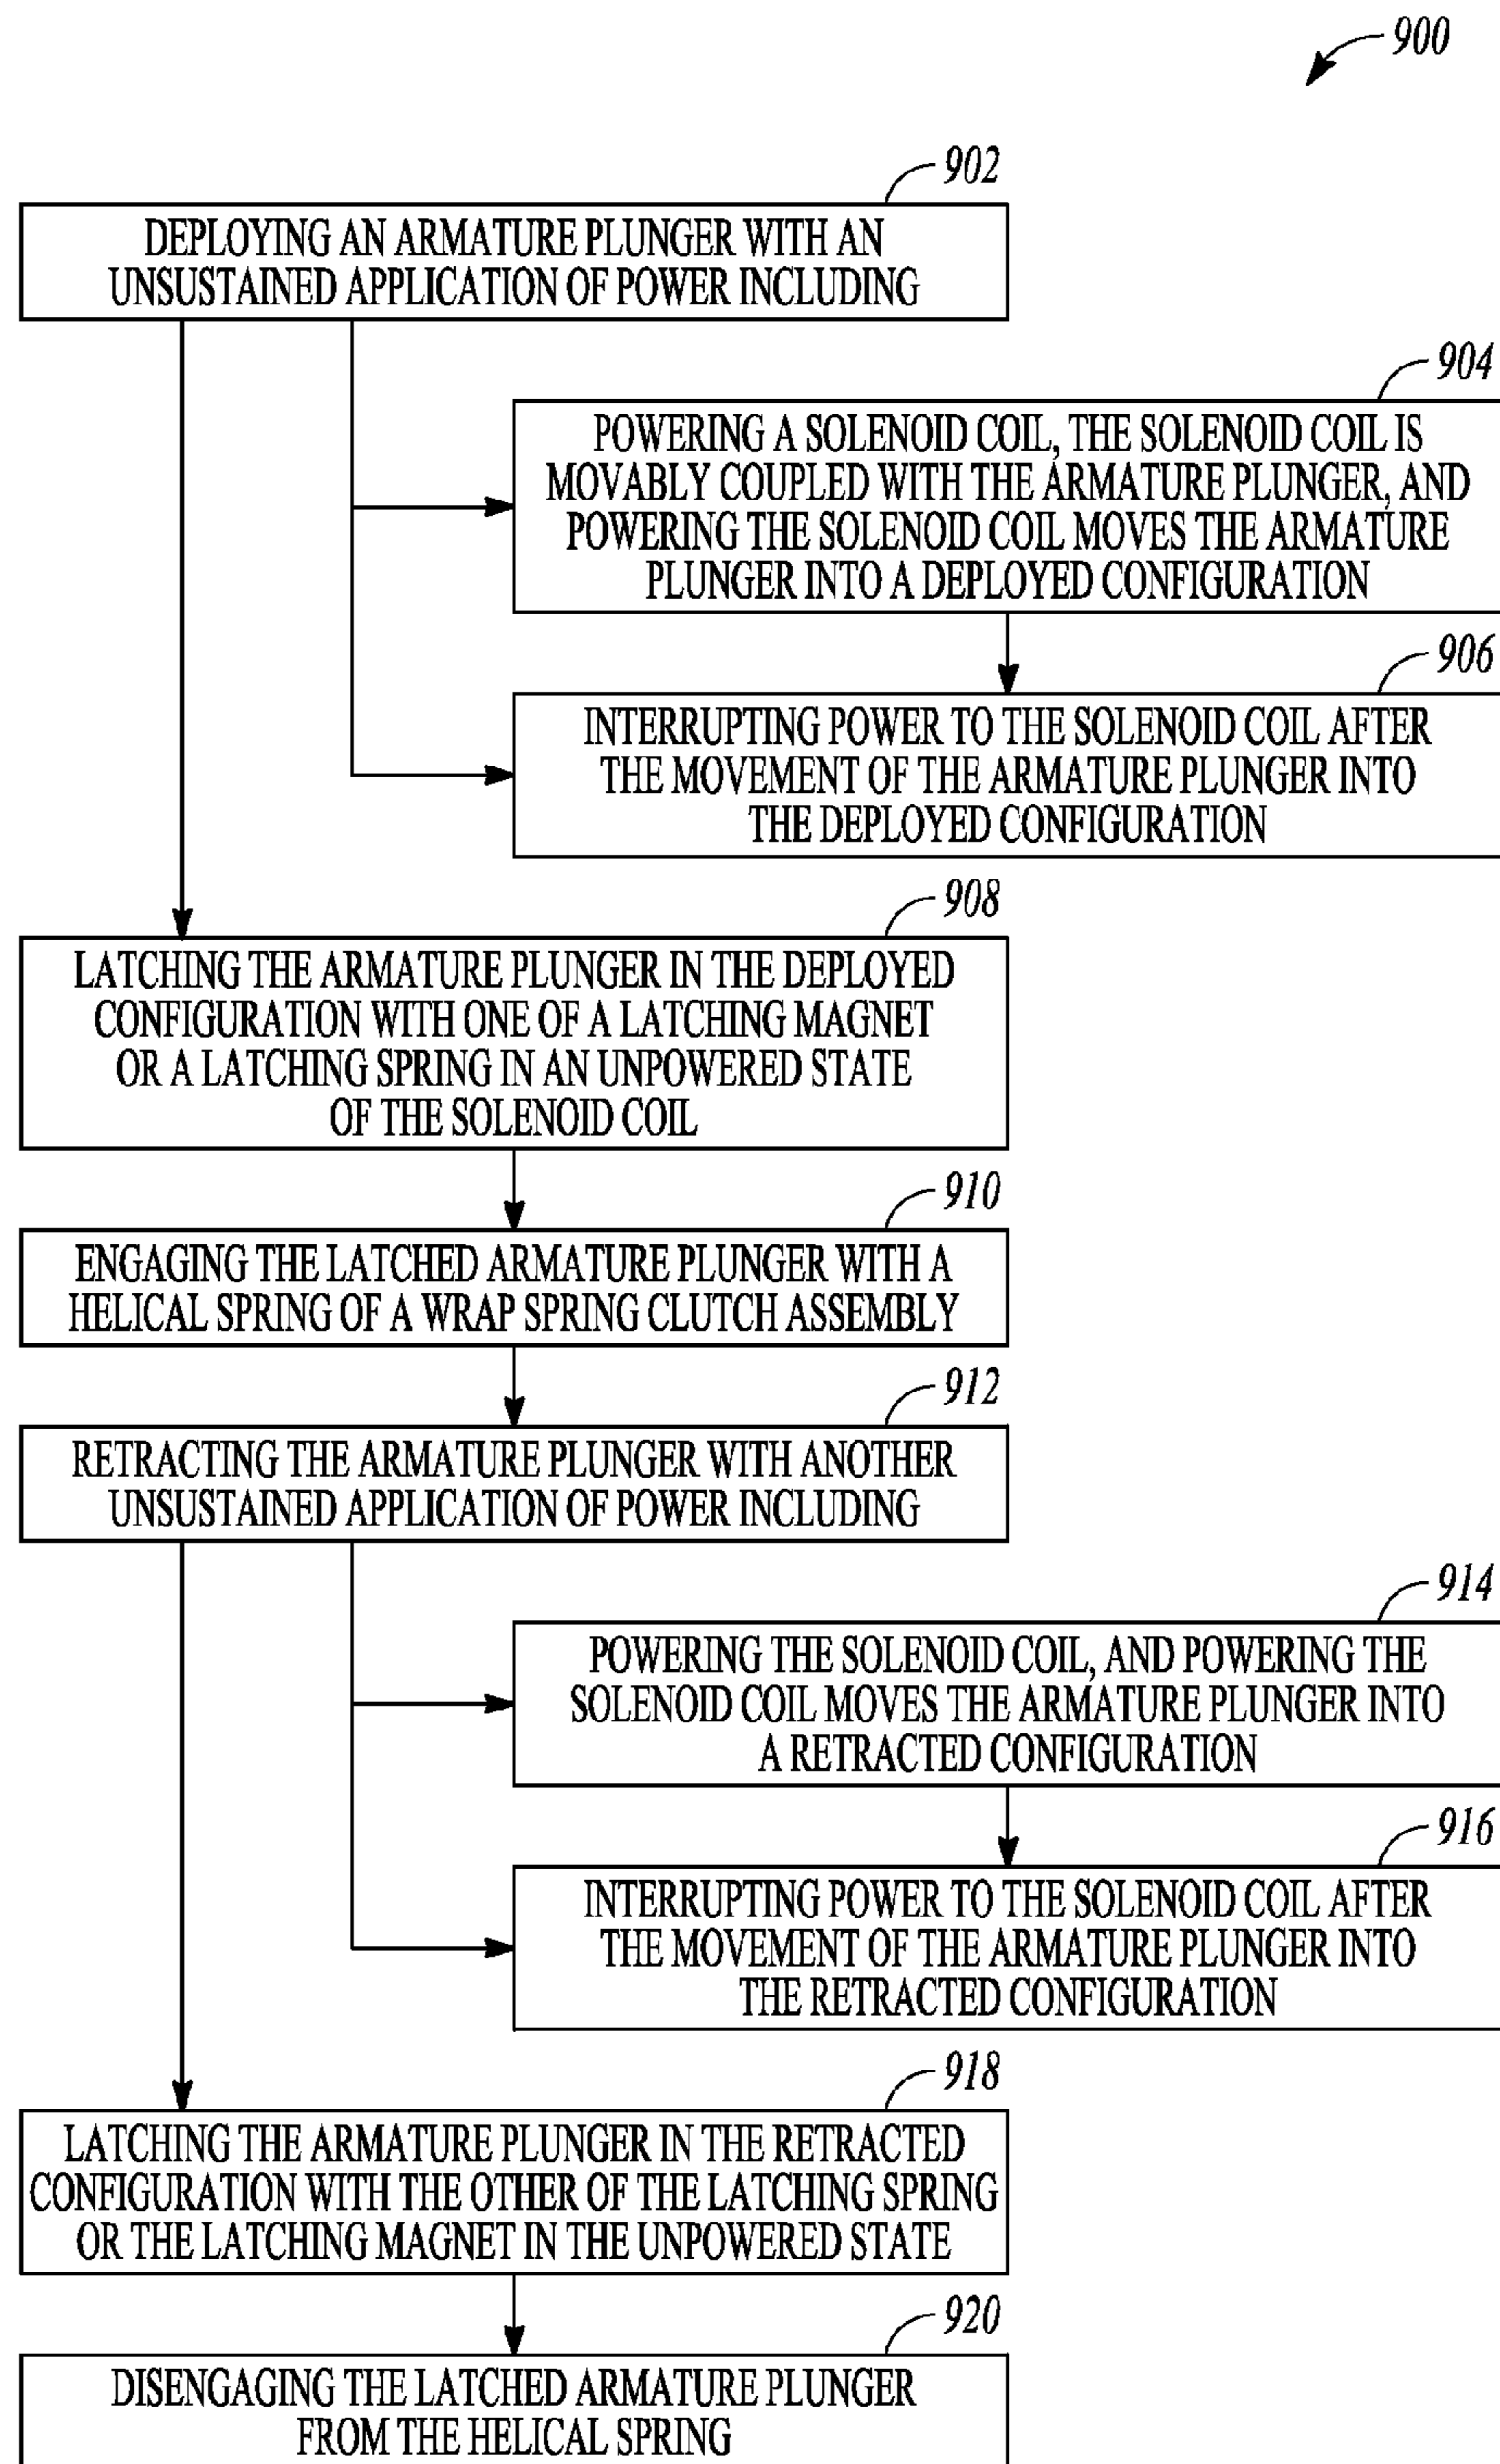 900
902
DEPLOYING AN ARMATURE PLUNGER WITH AN
UNSUSTAINED APPLICATION OF POWER INCLUDING
904
POWERING A SOLENOID COIL, THE SOLENOID COIL IS
MOVABLY COUPLED WITH THE ARMATURE PLUNGER, AND
POWERING THE SOLENOID COIL MOVES THE ARMATURE
PLUNGER INTO A DEPLOYED CONFIGURATION
906
INTERRUPTING POWER TO THE SOLENOID COIL AFTER
THE MOVEMENT OF THE ARMATURE PLUNGER INTO
THE DEPLOYED CONFIGURATION
908
LATCHING THE ARMATURE PLUNGER IN THE DEPLOYED
CONFIGURATION WITH ONE OF A LATCHING MAGNET
OR A LATCHING SPRING IN AN UNPOWERED STATE
OF THE SOLENOID COIL
910
ENGAGING THE LATCHED ARMATURE PLUNGER WITH A
HELICAL SPRING OF A WRAP SPRING CLUTCH ASSEMBLY
912
RETRACTING THE ARMATURE PLUNGER WITH ANOTHER
UNSUSTAINED APPLICATION OF POWER INCLUDING
914
POWERING THE SOLENOID COIL, AND POWERING THE
SOLENOID COIL MOVES THE ARMATURE PLUNGER INTO
A RETRACTED CONFIGURATION
916
INTERRUPTING POWER TO THE SOLENOID COIL AFTER
THE MOVEMENT OF THE ARMATURE PLUNGER INTO
THE RETRACTED CONFIGURATION
918
LATCHING THE ARMATURE PLUNGER IN THE RETRACTED
CONFIGURATION WITH THE OTHER OF THE LATCHING SPRING
OR THE LATCHING MAGNET IN THE UNPOWERED STATE
920
DISENGAGING THE LATCHED ARMATURE PLUNGER
FROM THE HELICAL SPRING